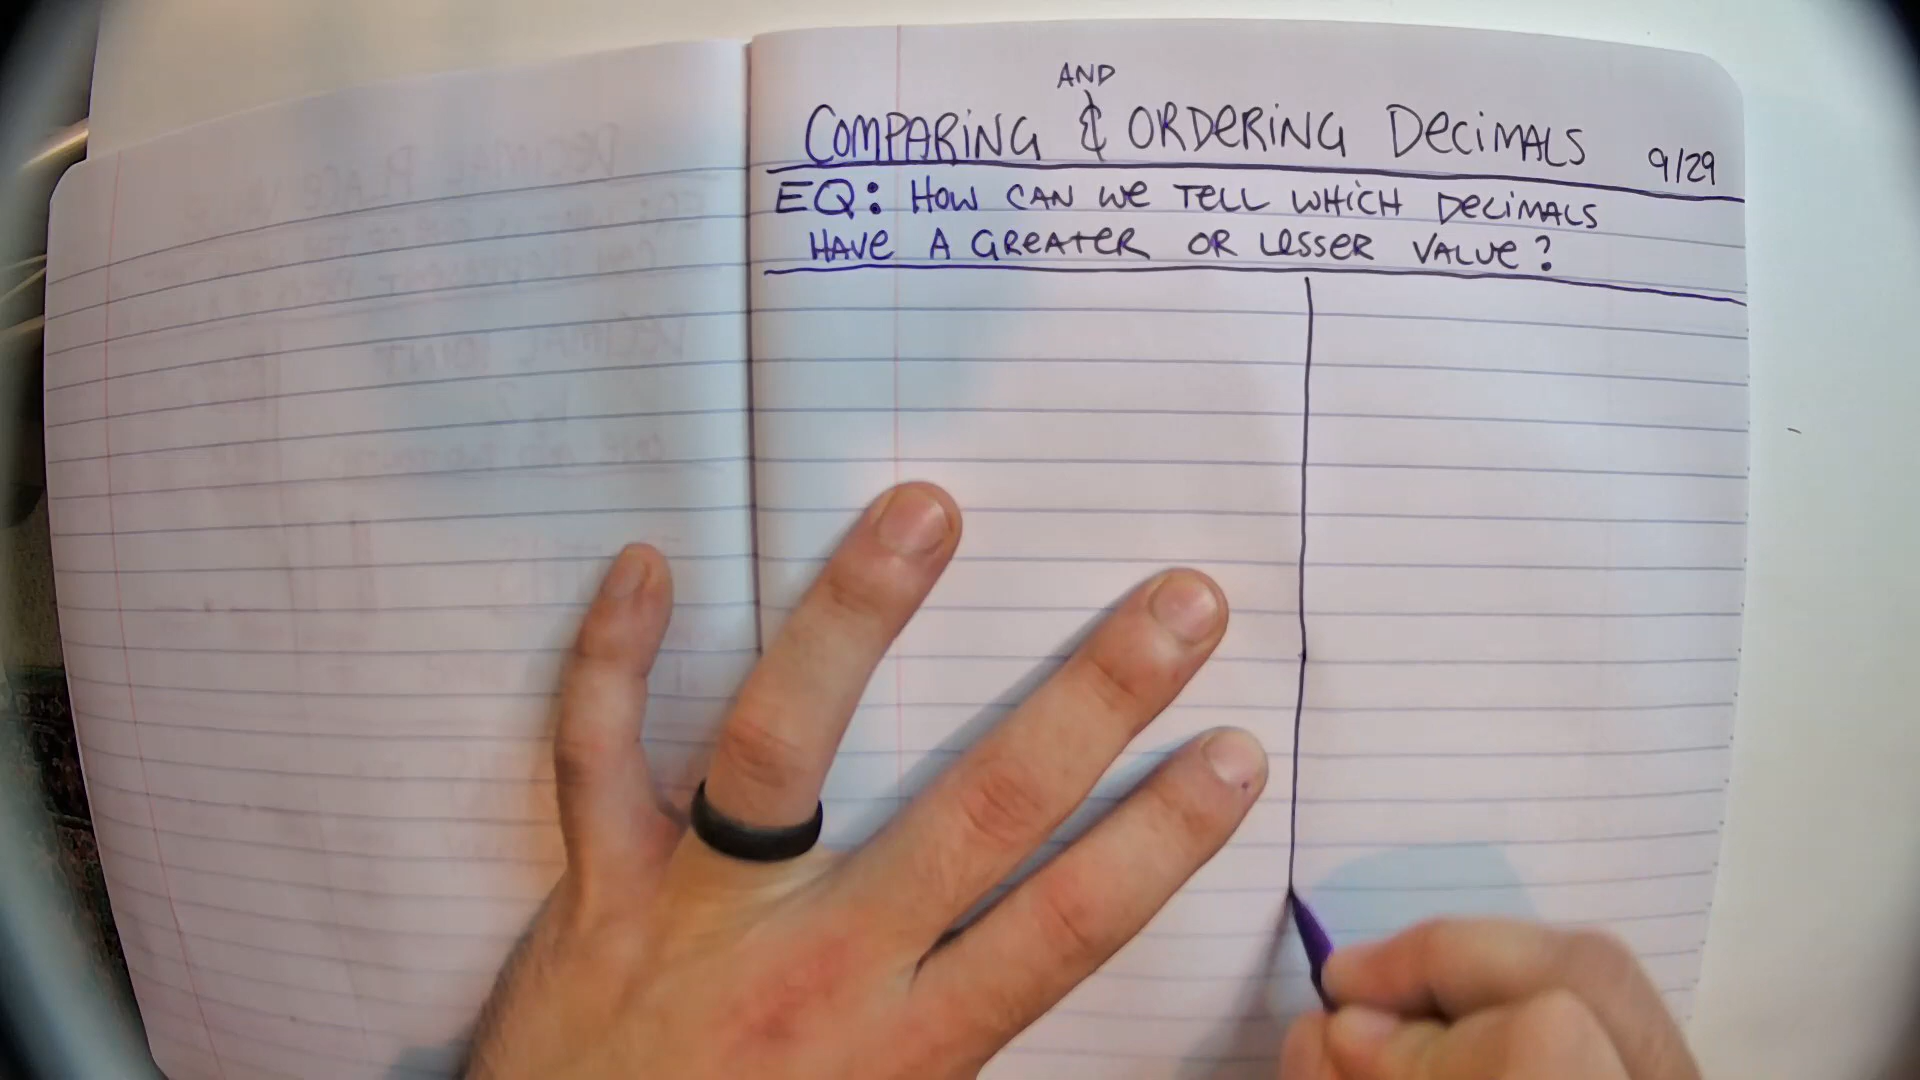 AND
COMPARING & ORDERING DECIMALS 9/29
EQ: HOW CAN WE TELL WHICH DECIMALS
HAVE A GREATER OR LESSER VALUE?